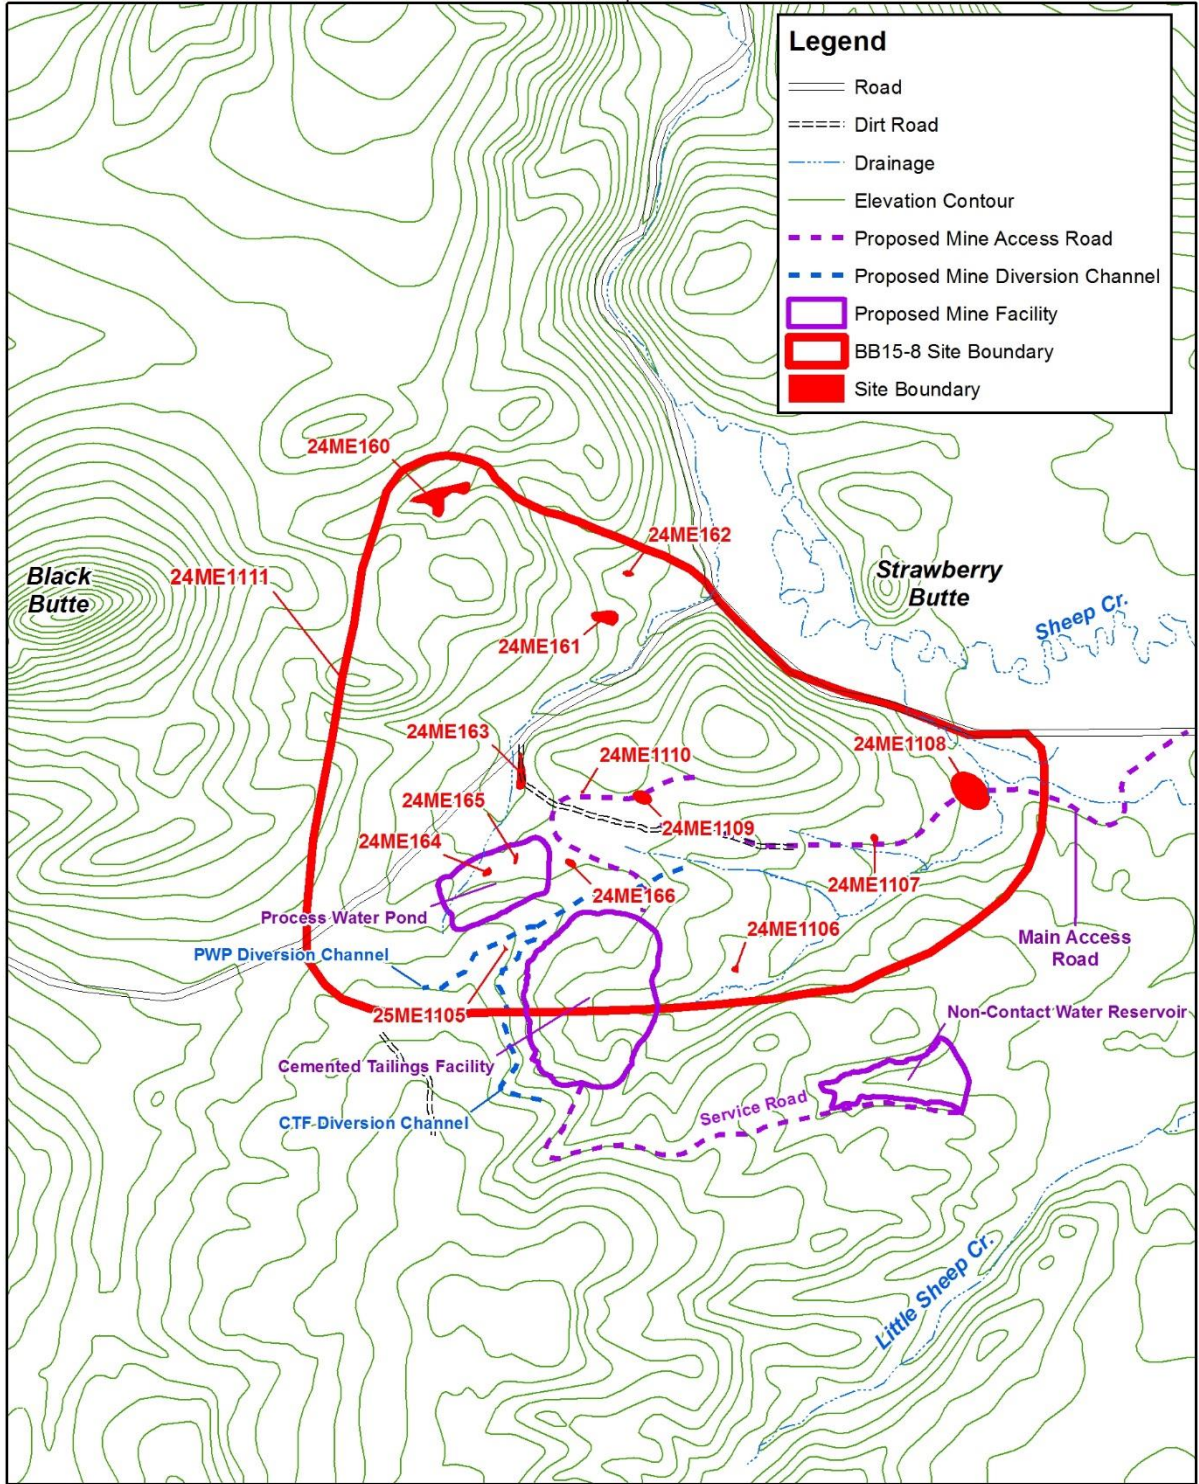 Legend
Road
Dirt Road
Drainage
Elevation Contour
Proposed Mine Access Road
Proposed Mine Diversion Channel
Proposed Mine Facility
BB15-8 Site Boundary
Site Boundary
24ME160
24ME162
Black
Butte
24ME1111
Strawberry
Butte
Sheep Cr.
24ME161
24ME163
24ME1110
24ME1108
24ME165
24ME1109
24ME164
24ME166
24ME1107
Process Water Pond
24ME1106
Main Access
Road
PWP Diversion Channel
25ME1105
Non-Contact Water Reservoir
Cemented Tailings Facility
Service Road
CTF Diversion Channel
Little Sheep Cr.